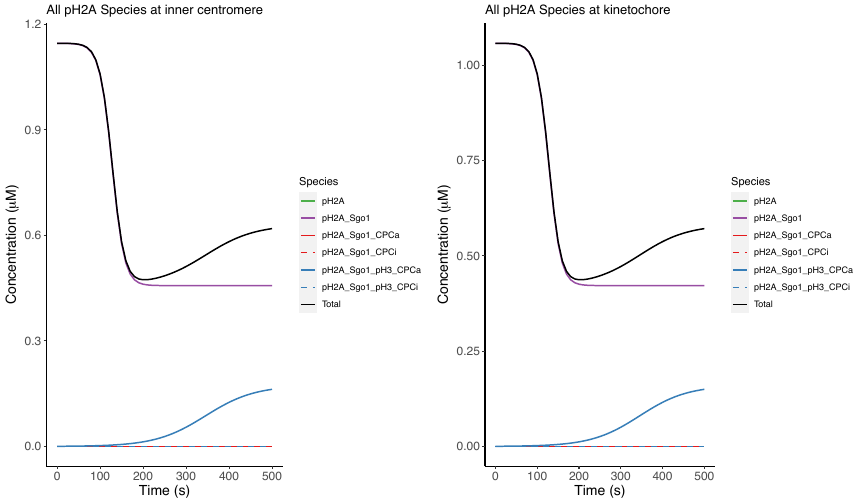 All pH2A Species at inner centromere
1.2
0.9
0.6
0.3
0.0
Concentration (μM)
0 100 200 300 400 500
Time (s)
Species
pH2A
pH2A_Sgo1
pH2A_Sgo1_CPCa
pH2A_Sgo1_CPCi
pH2A_Sgo1_pH3_CPCa
pH2A_Sgo1_pH3_CPCi
Total
All pH2A Species at kinetochore
1.00
0.75
0.50
0.25
0.00
Concentration (μM)
0 100 200 300 400 500
Time (s)
Species
pH2A
pH2A_Sgo1
pH2A_Sgo1_CPCa
pH2A_Sgo1_CPCi
pH2A_Sgo1_pH3_CPCa
pH2A_Sgo1_pH3_CPCi
Total